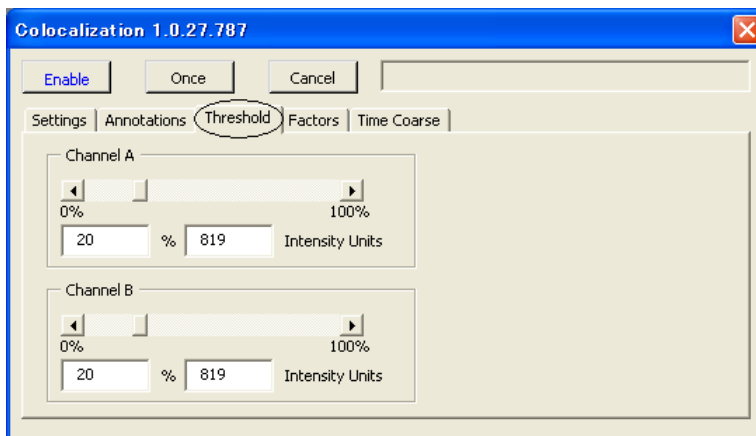 Colocalization 1.0.27.787
Enable Once Cancel
Settings Annotations Threshold Factors Time Coarse
Channel A
0% 100%
20 % 819 Intensity Units
Channel B
0% 100%
20 % 819 Intensity Units